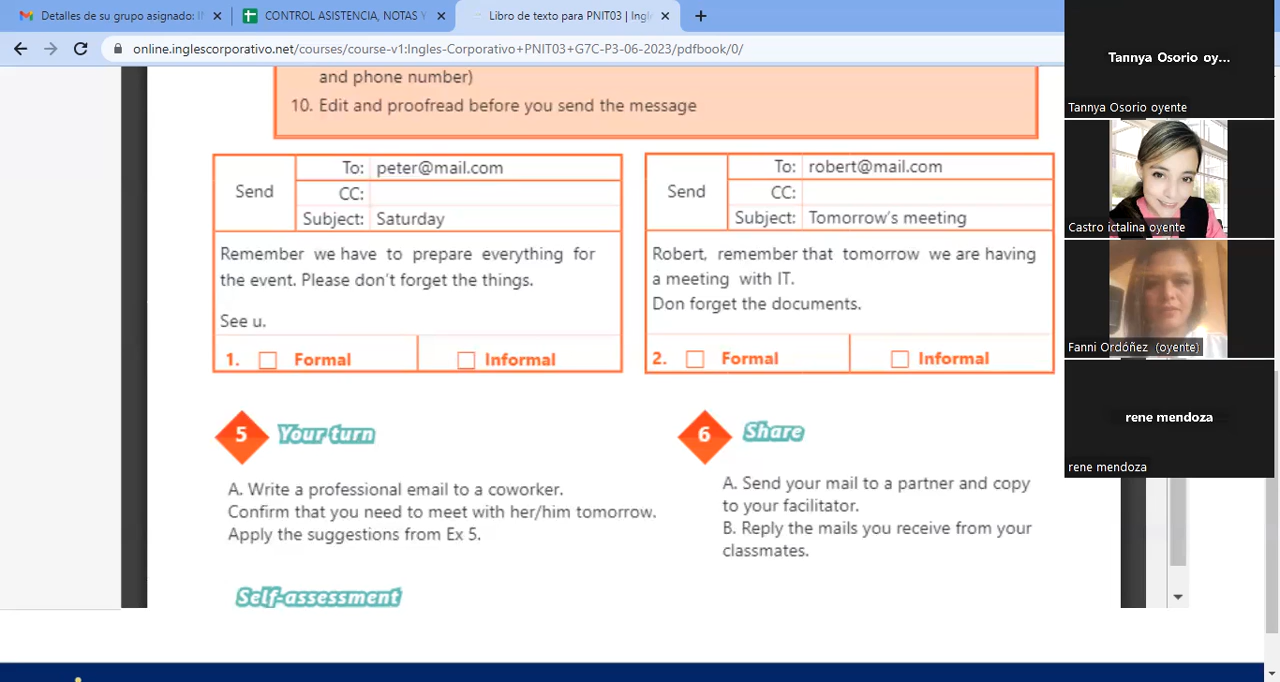 Detalles de su grupo asignado: I
CONTROL ASISTENCIA, NOTAS Y
Libro de texto para PNIT03 | Ingl
online.inglescorporativo.net/courses/course-v1:Ingles-Corporativo+PNIT03+G7C-P3-06-2023/pdfbook/0/
and phone number)
10. Edit and proofread before you send the message
Send
To: peter@mail.com
CC:
Subject: Saturday
Remember we have to prepare everything for
the event. Please don't forget the things.
See u.
1. Formal Informal
Send
To: robert@mail.com
CC:
Subject: Tomorrow's meeting
Robert, remember that tomorrow we are having
a meeting with IT.
Don forget the documents.
2. Formal Informal
5 Your turn
A. Write a professional email to a coworker.
Confirm that you need to meet with her/him tomorrow.
Apply the suggestions from Ex 5.
6 Share
A. Send your mail to a partner and copy
to your facilitator.
B. Reply the mails you receive from your
classmates.
Self-assessment
Tannya Osorio oy...
Tannya Osorio oyente
Castro ictalina oyente
Fanni Ordóñez (oyente)
rene mendoza
rene mendoza